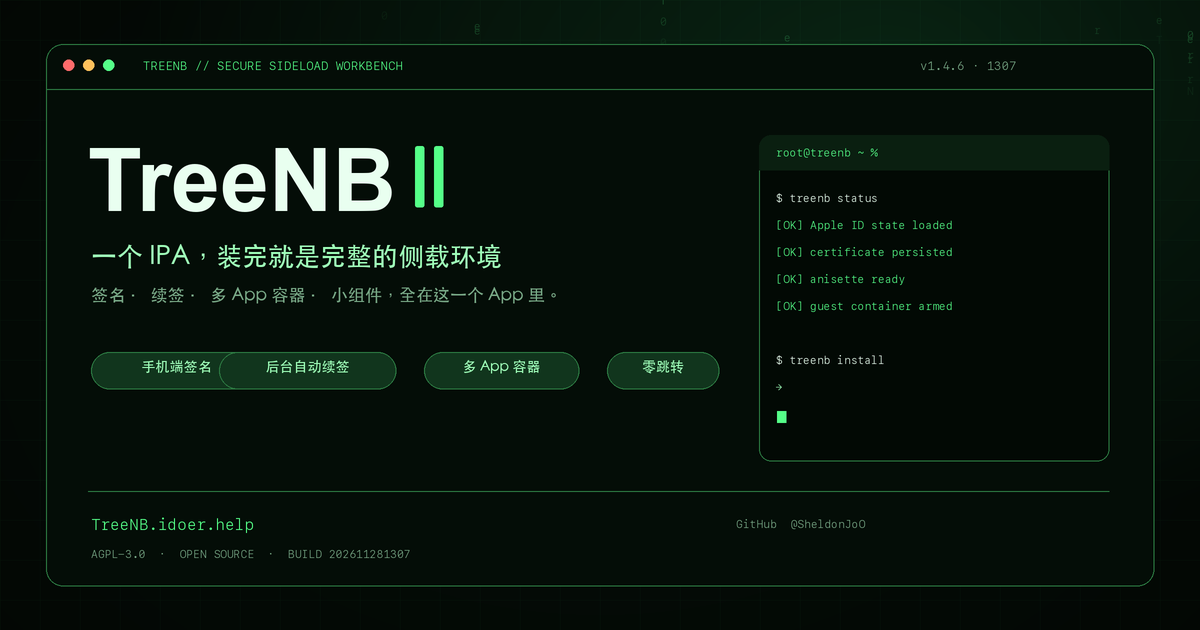 TREENB // SECURE SIDELOAD WORKBENCH
v1.4.6 · 1307
TreeNB
一个 IPA，装完就是完整的侧载环境
签名· 续签· 多 App 容器· 小组件，全在这一个 App 里。
手机端签名
后台自动续签
多 App 容器
零跳转
root@treenb ~ %
$ treenb status
[OK] Apple ID state loaded
[OK] certificate persisted
[OK] anisette ready
[OK] guest container armed
$ treenb install
→
TreeNB.idoer.help
GitHub @SheldonJoO
AGPL-3.0 · OPEN SOURCE · BUILD 202611281307